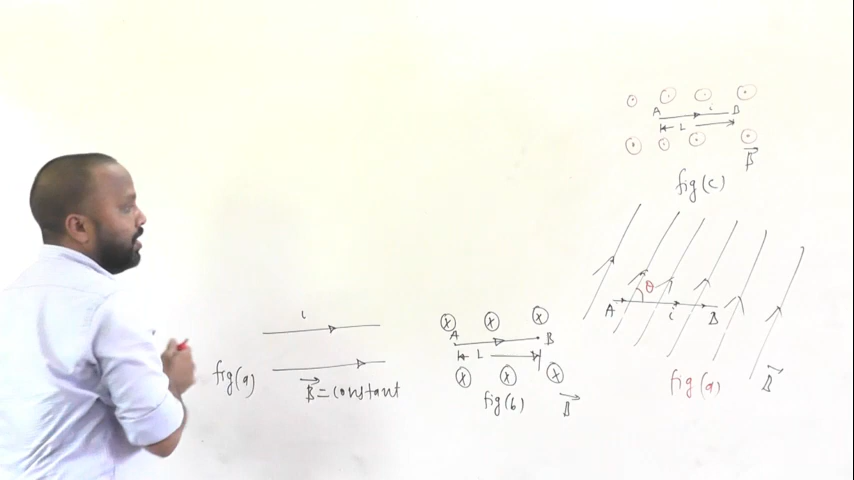 A i B
L
B
fig(c)
θ
A i B
B
fig(a)
i
fig(a)
B = constant
X X X
A B
L
X X X
fig(b)
B